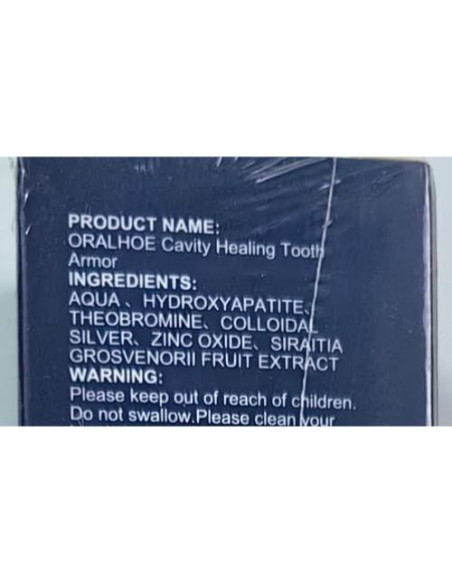 PRODUCT NAME:
ORALHOE Cavity Healing Tooth
Armor
INGREDIENTS:
AQUA、HYDROXYAPATITE、
THEOBROMINE、COLLOIDAL
SILVER、ZINC OXIDE、SIRAITIA
GROSVENORII FRUIT EXTRACT
WARNING:
Please keep out of reach of children.
Do not swallow.Please clean your